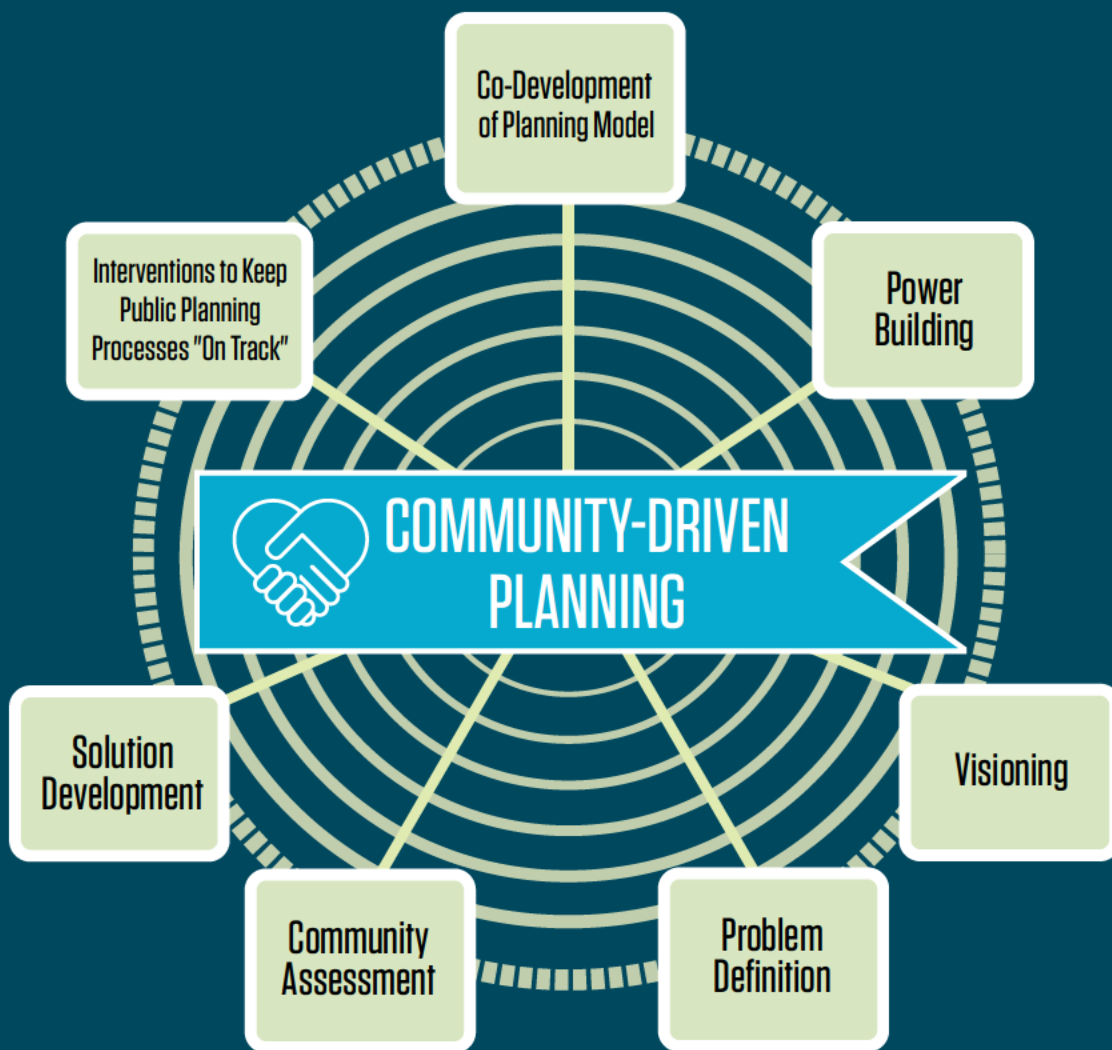 Co-Development
of Planning Model
Interventions to Keep
Public Planning
Processes "On Track"
Power
Building
COMMUNITY-DRIVEN
PLANNING
Solution
Development
Visioning
Community
Assessment
Problem
Definition